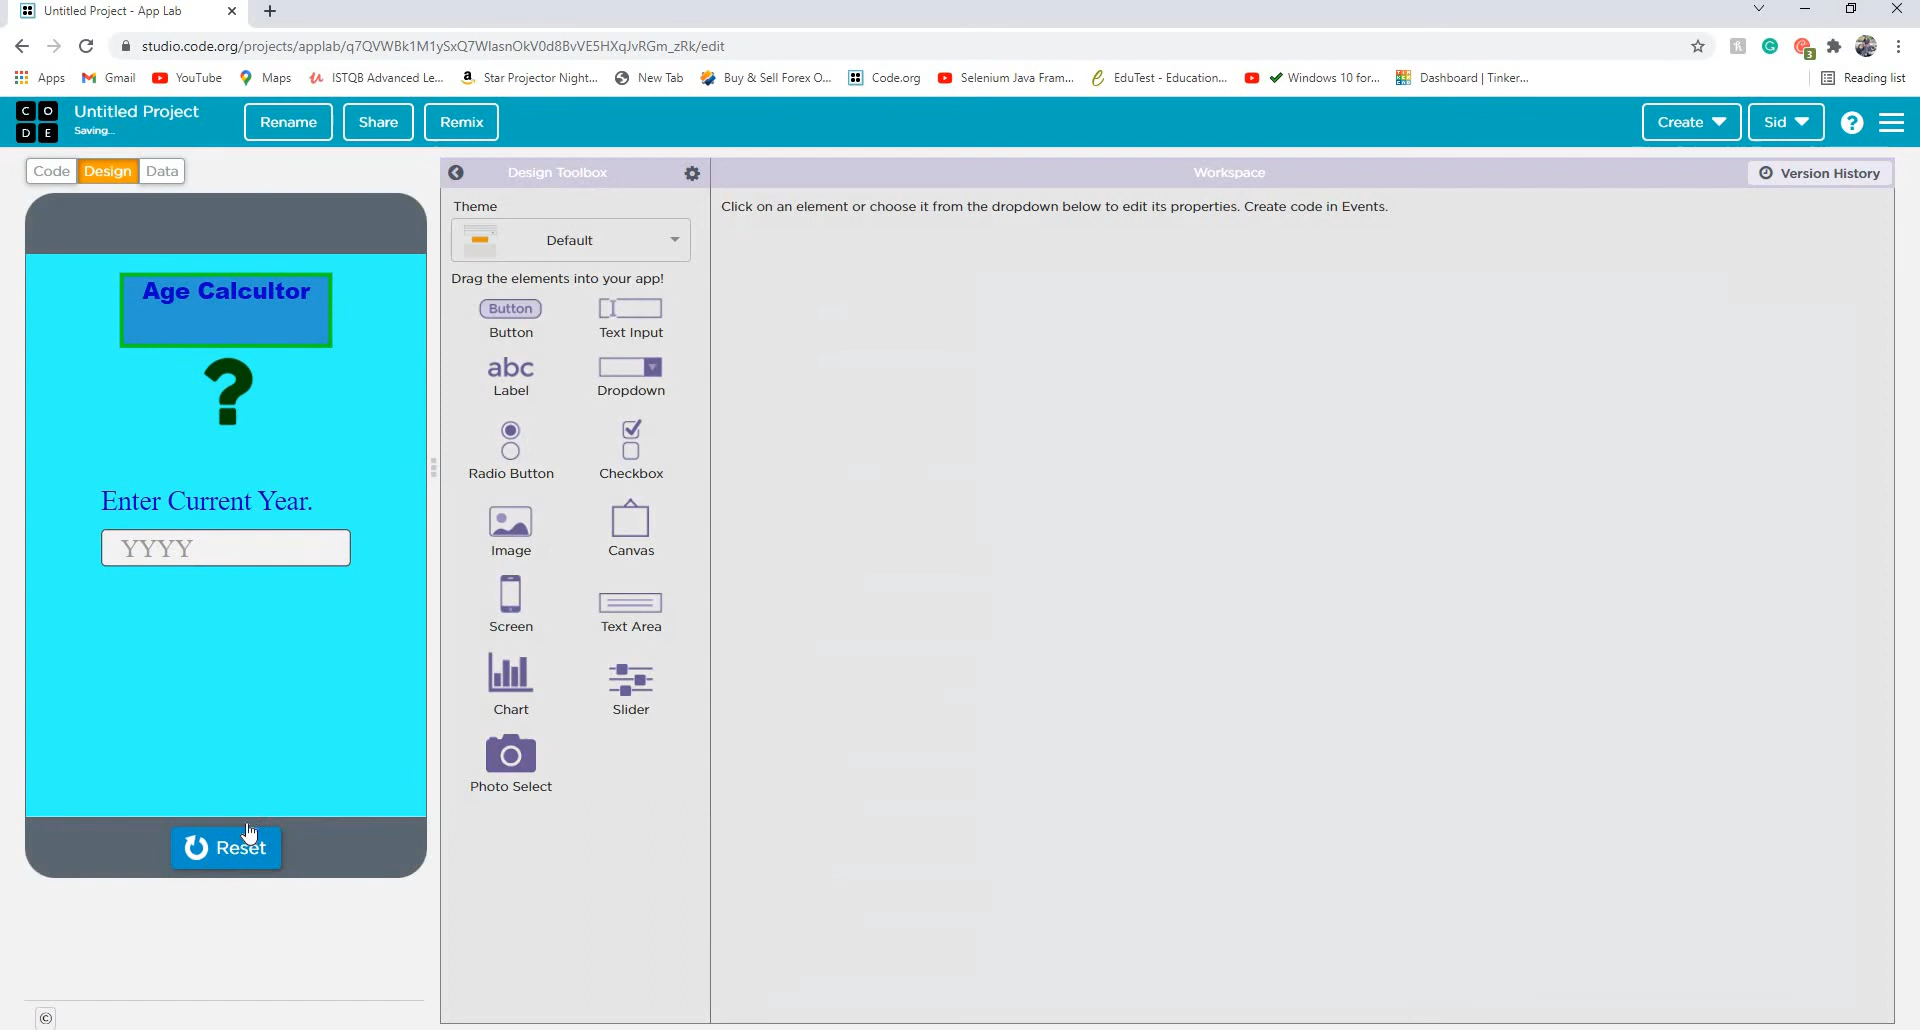 Untitled Project - App Lab
studio.code.org/projects/applab/q7QVWBk1M1ySxQ7WlasnOkV0d8BvVE5HXqJvRGm_zRk/edit
3
Apps Gmail YouTube Maps ISTQB Advanced Le... Star Projector Night... New Tab Buy & Sell Forex O... Code.org Selenium Java Fram... EduTest - Education... Windows 10 for... Dashboard | Tinker... Reading list
CODE
Untitled Project
Saving...
Rename Share Remix
Create Sid ?
Code Design Data
Design Toolbox
Workspace
Version History
Theme
Default
Click on an element or choose it from the dropdown below to edit its properties. Create code in Events.
Drag the elements into your app!
Button
Button
Text Input
abc
Label
Dropdown
Radio Button
Checkbox
Image
Canvas
Screen
Text Area
Chart
Slider
Photo Select
Age Calcultor
?
Enter Current Year.
YYYY
Reset
©